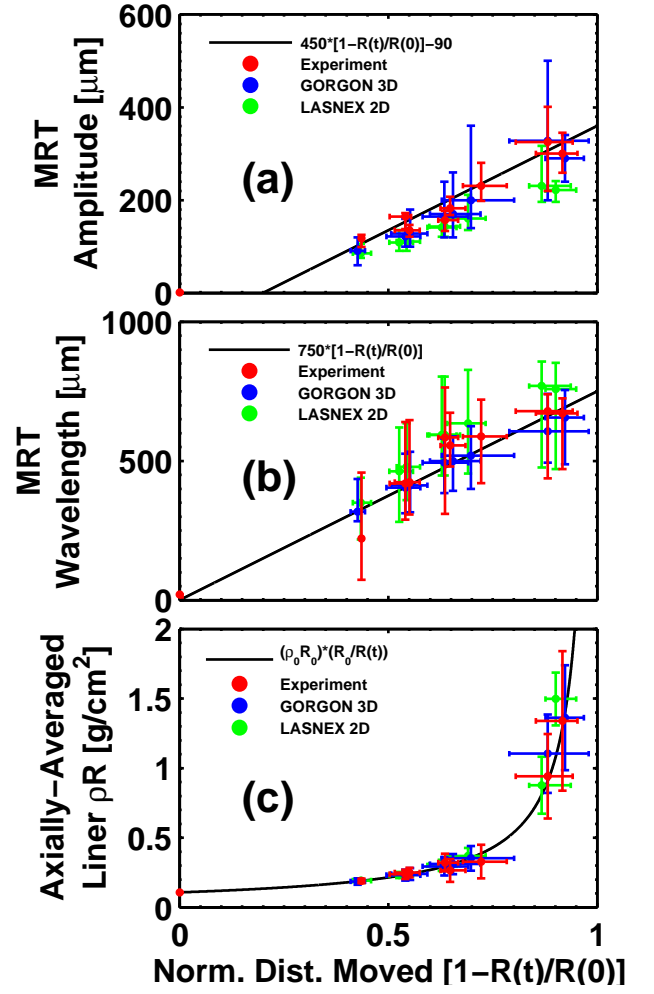 600
400
200
0
MRT
Amplitude [μm]
450*[1−R(t)/R(0)]−90
Experiment
GORGON 3D
LASNEX 2D
(a)
1000
500
0
MRT
Wavelength [μm]
750*[1−R(t)/R(0)]
Experiment
GORGON 3D
LASNEX 2D
(b)
2
1.5
1
0.5
0
Axially−Averaged
Liner ρR [g/cm²]
(ρ₀R₀)*(R₀/R(t))
Experiment
GORGON 3D
LASNEX 2D
(c)
0 0.5 1
Norm. Dist. Moved [1−R(t)/R(0)]